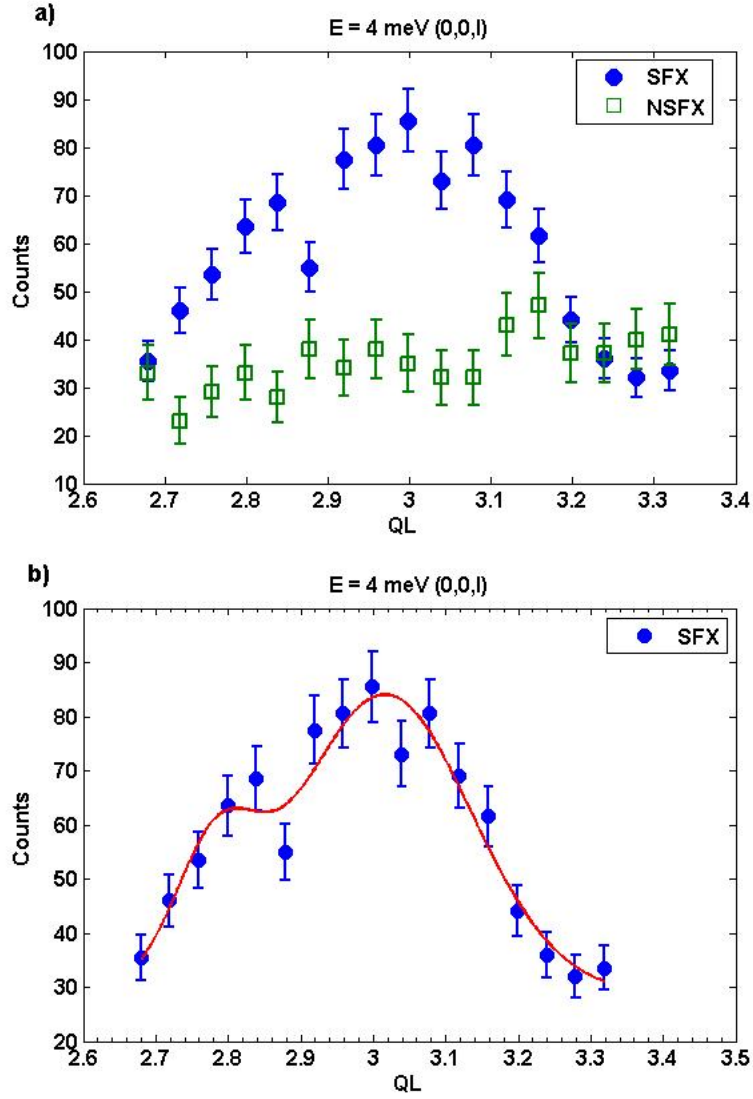 a)
E = 4 meV (0,0,l)
100
90
80
70
60
50
40
30
20
10
Counts
SFX
NSFX
2.6 2.7 2.8 2.9 3 3.1 3.2 3.3 3.4
QL
b)
E = 4 meV (0,0,l)
100
90
80
70
60
50
40
30
20
Counts
SFX
2.6 2.7 2.8 2.9 3 3.1 3.2 3.3 3.4 3.5
QL